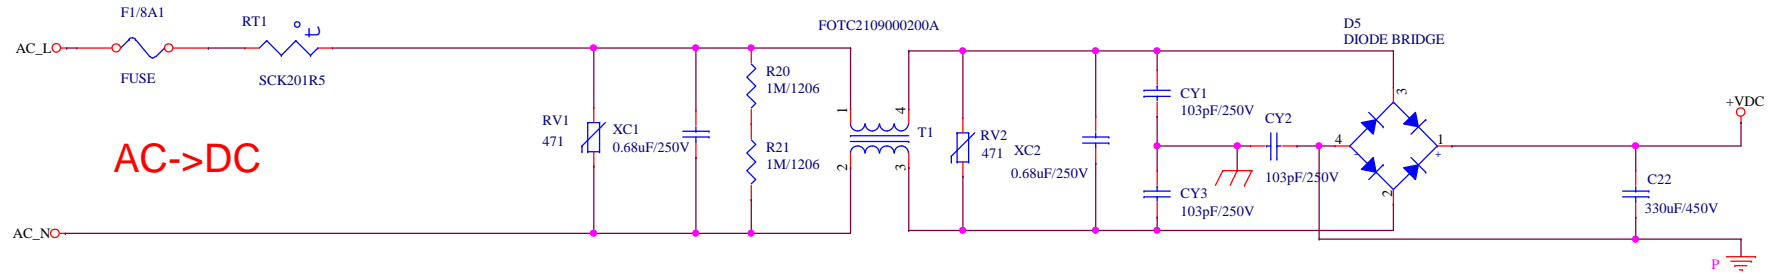 F1/8A1
RT1
t
FOTC2109000200A
D5
DIODE BRIDGE
AC_L
FUSE
SCK201R5
R20
1M/1206
RV1
471
XC1
0.68uF/250V
R21
1M/1206
1
4
2
3
T1
RV2
471
XC2
0.68uF/250V
CY1
103pF/250V
CY2
103pF/250V
CY3
103pF/250V
3
4
1
2
-
+
+VDC
C22
330uF/450V
AC->DC
AC_N
P